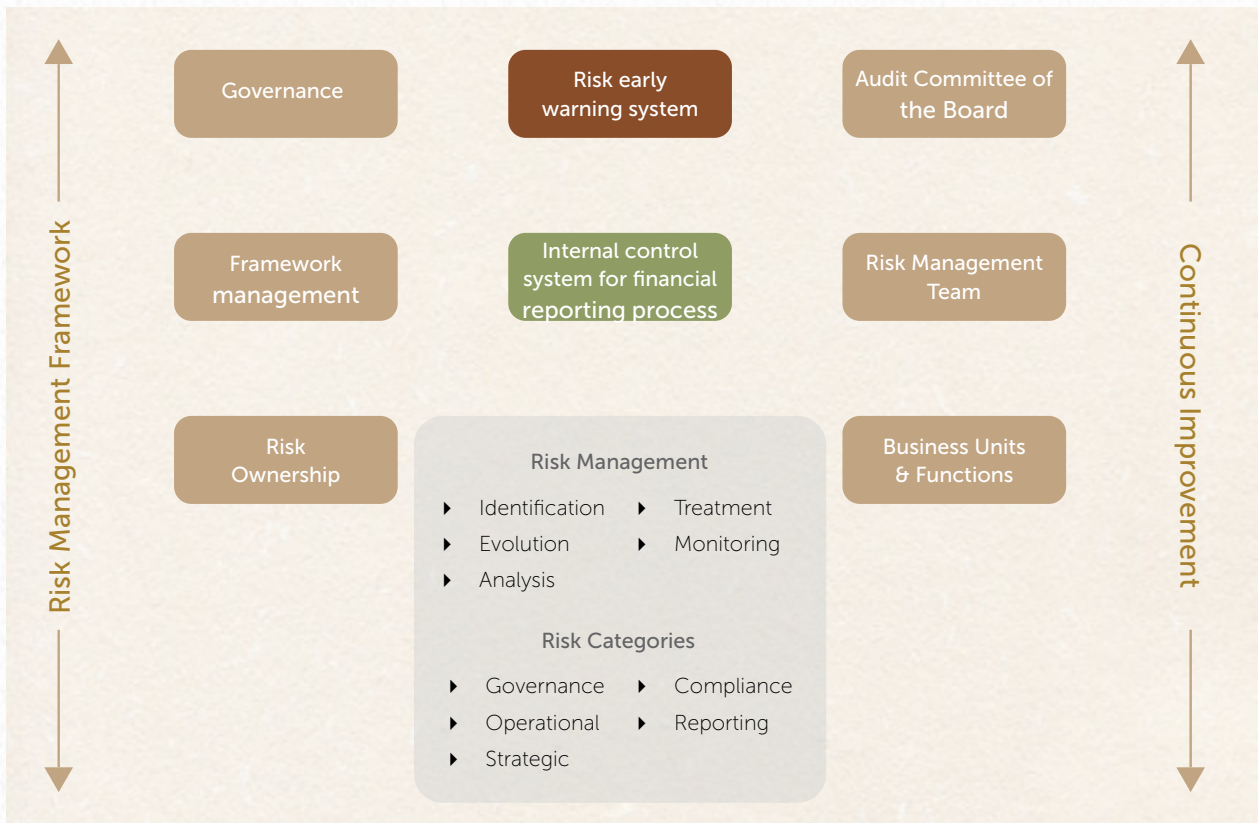 Risk Management Framework
Governance
Risk early
warning system
Audit Committee of
the Board
Framework
management
Internal control
system for financial
reporting process
Risk Management
Team
Risk
Ownership
Risk Management
Identification
Treatment
Evolution
Monitoring
Analysis
Risk Categories
Governance
Compliance
Operational
Reporting
Strategic
Business Units
& Functions
Continuous Improvement